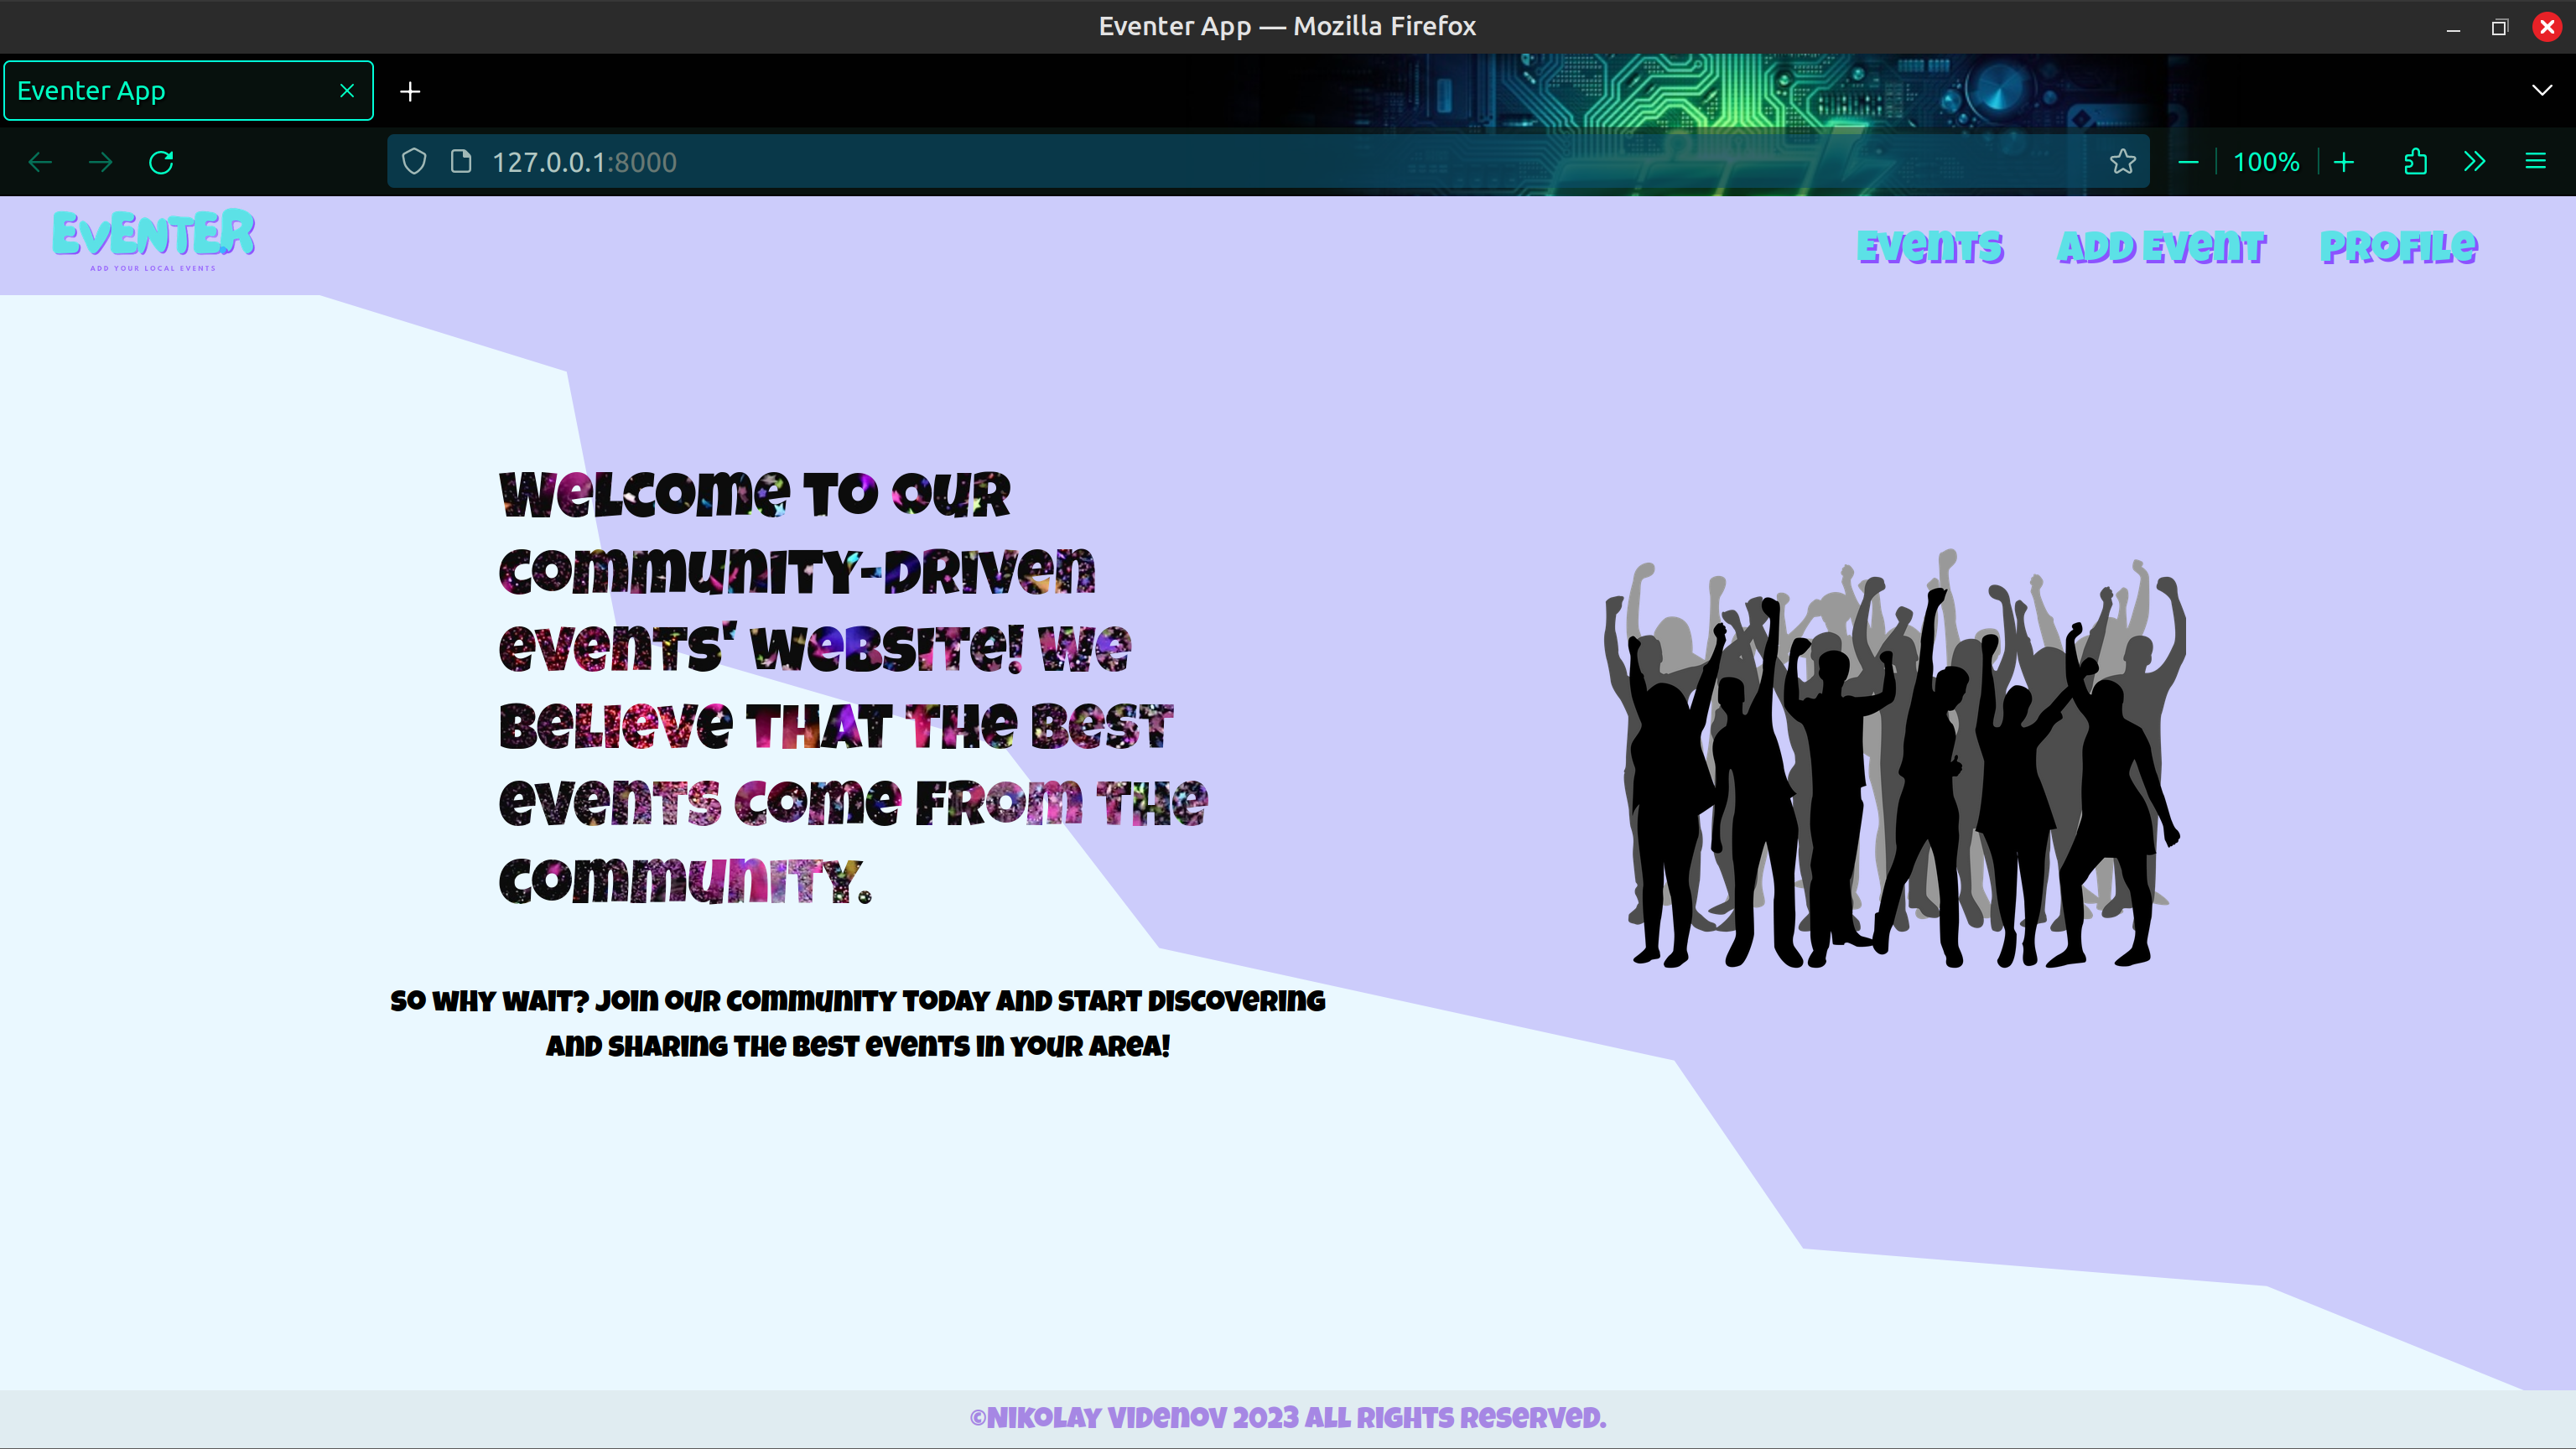 Eventer App — Mozilla Firefox
Eventer App
127.0.0.1:8000
100%
EVENTER
ADD YOUR LOCAL EVENTS
Events Add Event Profile
Welcome to our
community-driven
events' website! We
believe that the best
events come from the
community.
So why wait? Join our community today and start discovering
and sharing the best events in your area!
©Nikolay Videnov 2023 All rights reserved.